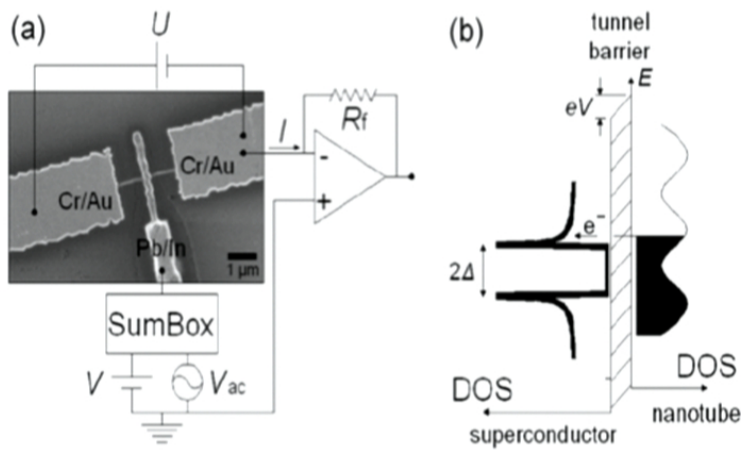 (a)
U
I
Rf
-
+
Cr/Au
Cr/Au
Pb/In
1 µm
SumBox
V
Vac
(b)
tunnel
barrier
E
eV
e-
2Δ
DOS
superconductor
DOS
nanotube